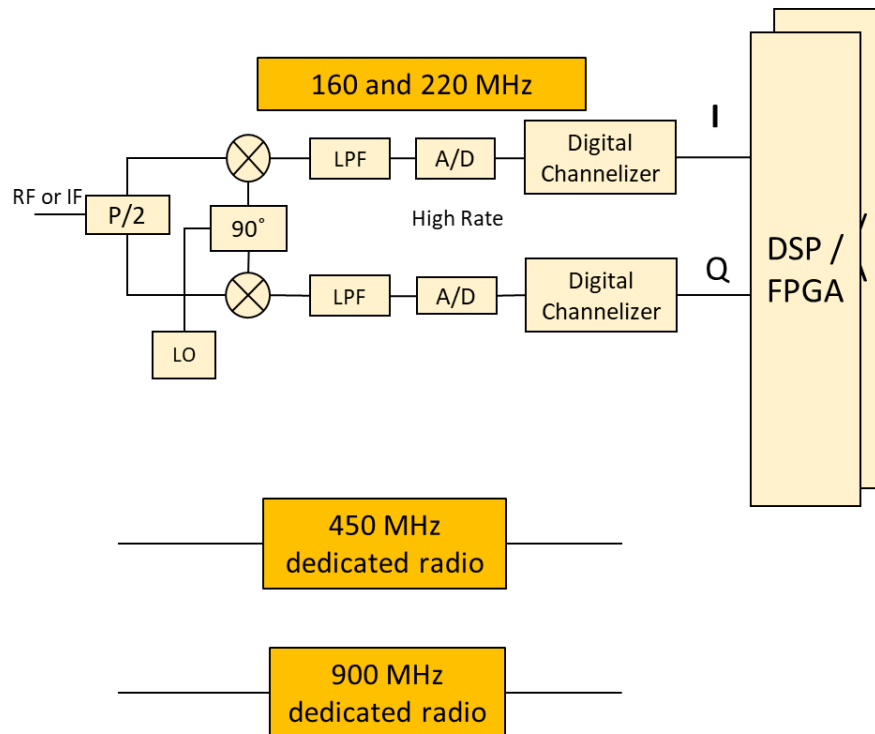 160 and 220 MHz
I
RF or IF
P/2
LPF
A/D
Digital
Channelizer
90°
High Rate
DSP /
FPGA
Q
LPF
A/D
Digital
Channelizer
LO
450 MHz
dedicated radio
900 MHz
dedicated radio